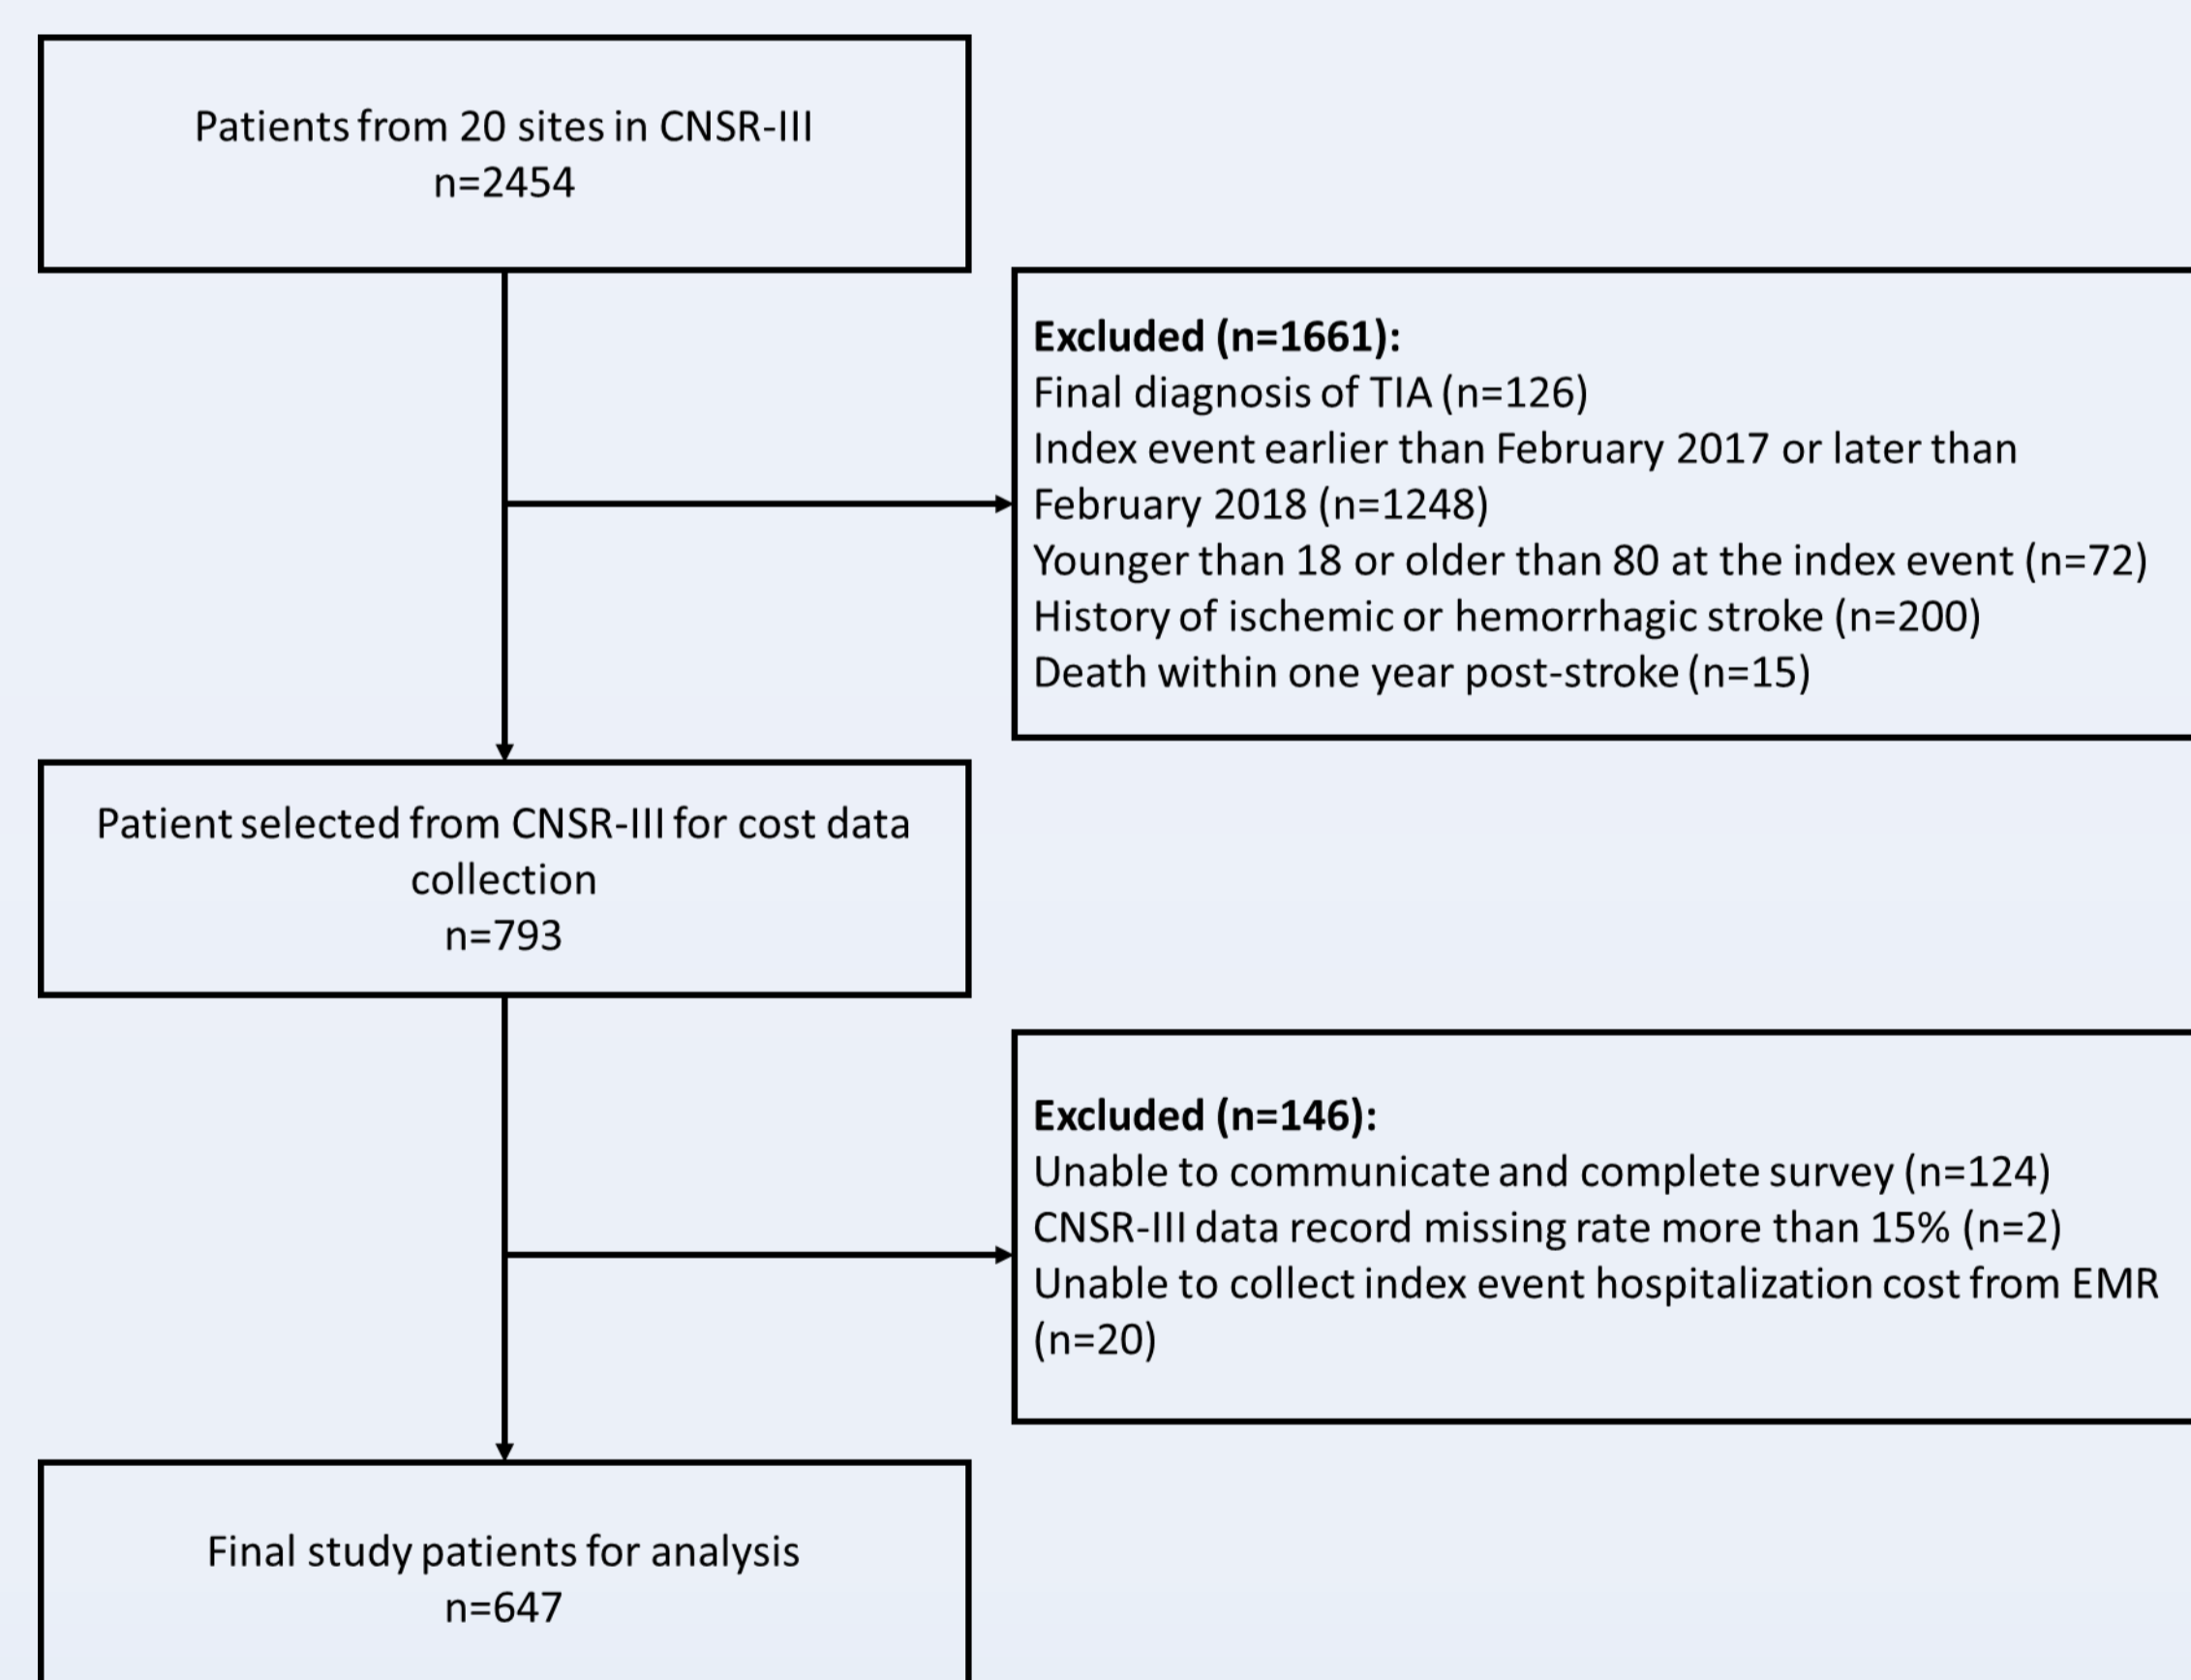 Patients from 20 sites in CNSR-III
n=2454
Excluded (n=1661):
Final diagnosis of TIA (n=126)
Index event earlier than February 2017 or later than
February 2018 (n=1248)
Younger than 18 or older than 80 at the index event (n=72)
History of ischemic or hemorrhagic stroke (n=200)
Death within one year post-stroke (n=15)
Patient selected from CNSR-III for cost data
collection
n=793
Excluded (n=146):
Unable to communicate and complete survey (n=124)
CNSR-III data record missing rate more than 15% (n=2)
Unable to collect index event hospitalization cost from EMR
(n=20)
Final study patients for analysis
n=647